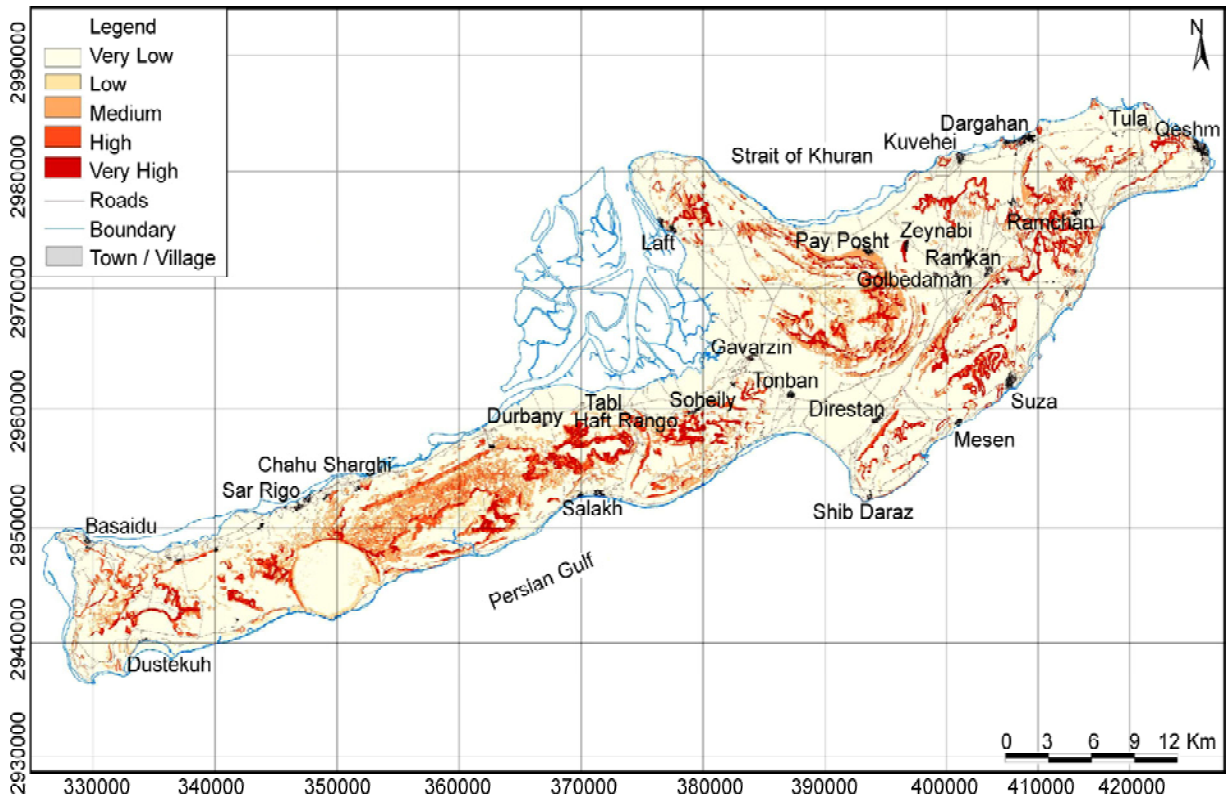 Legend
Very Low
Low
Medium
High
Very High
Roads
Boundary
Town / Village
N
2990000
2980000
2970000
2960000
2950000
2940000
2930000
Tula
Dargahan
Qeshm
Kuvehei
Strait of Khuran
Ramchan
Zeynabi
Laft
Pay Posht
Ramkan
Golbedaman
Gavarzin
Tonban
Tabl
Soheily
Direstan
Suza
Durbany
Haft Rango
Mesen
Chahu Sharghi
Sar Rigo
Salakh
Shib Daraz
Basaidu
Persian Gulf
Dustekuh
0 3 6 9 12 Km
330000 340000 350000 360000 370000 380000 390000 400000 410000 420000